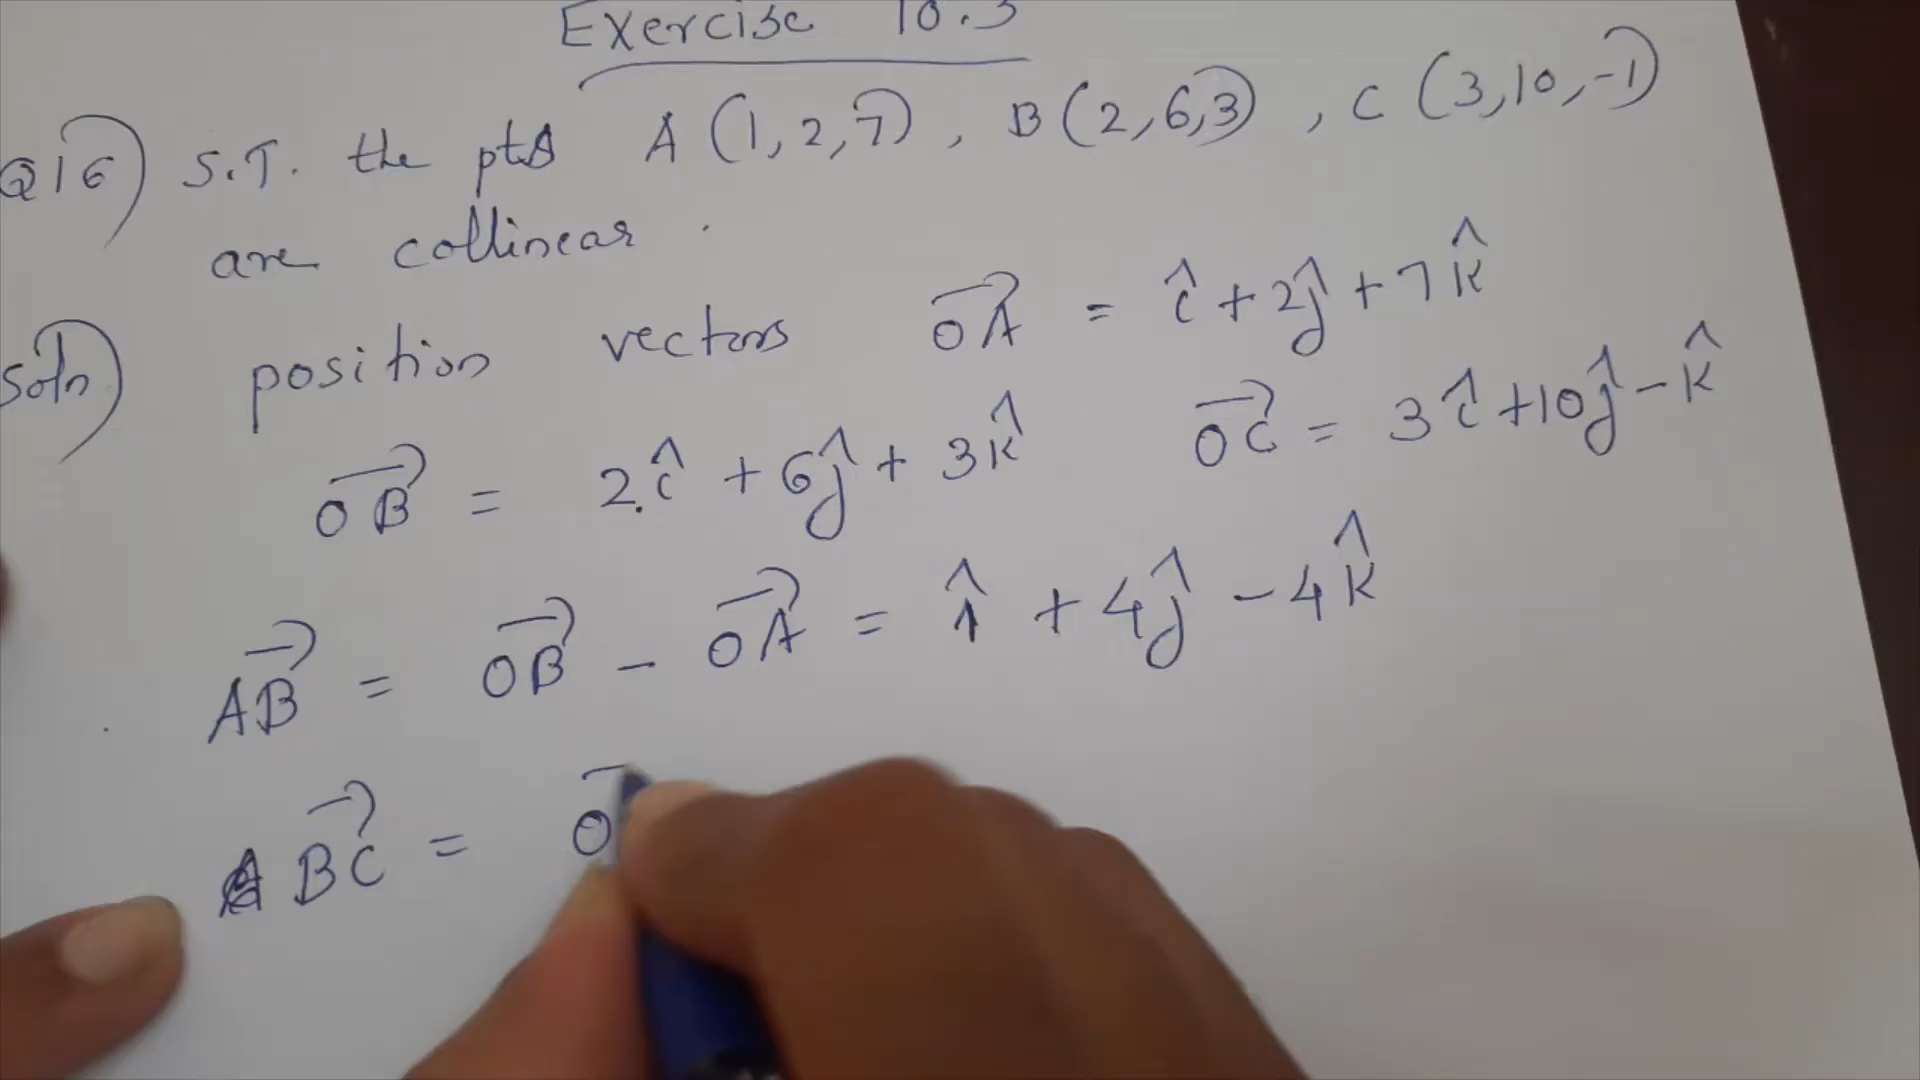 Exercise 10.3
Q16) S.T. the pts A (1,2,7), B (2,6,3), C (3,10,-1)
are collinear.
Soln) position vectors OA⃗ = î + 2ĵ + 7k̂
OB⃗ = 2î + 6ĵ + 3k̂ OC⃗ = 3î + 10ĵ - k̂
AB⃗ = OB⃗ - OA⃗ = î + 4ĵ - 4k̂
BC⃗ = O